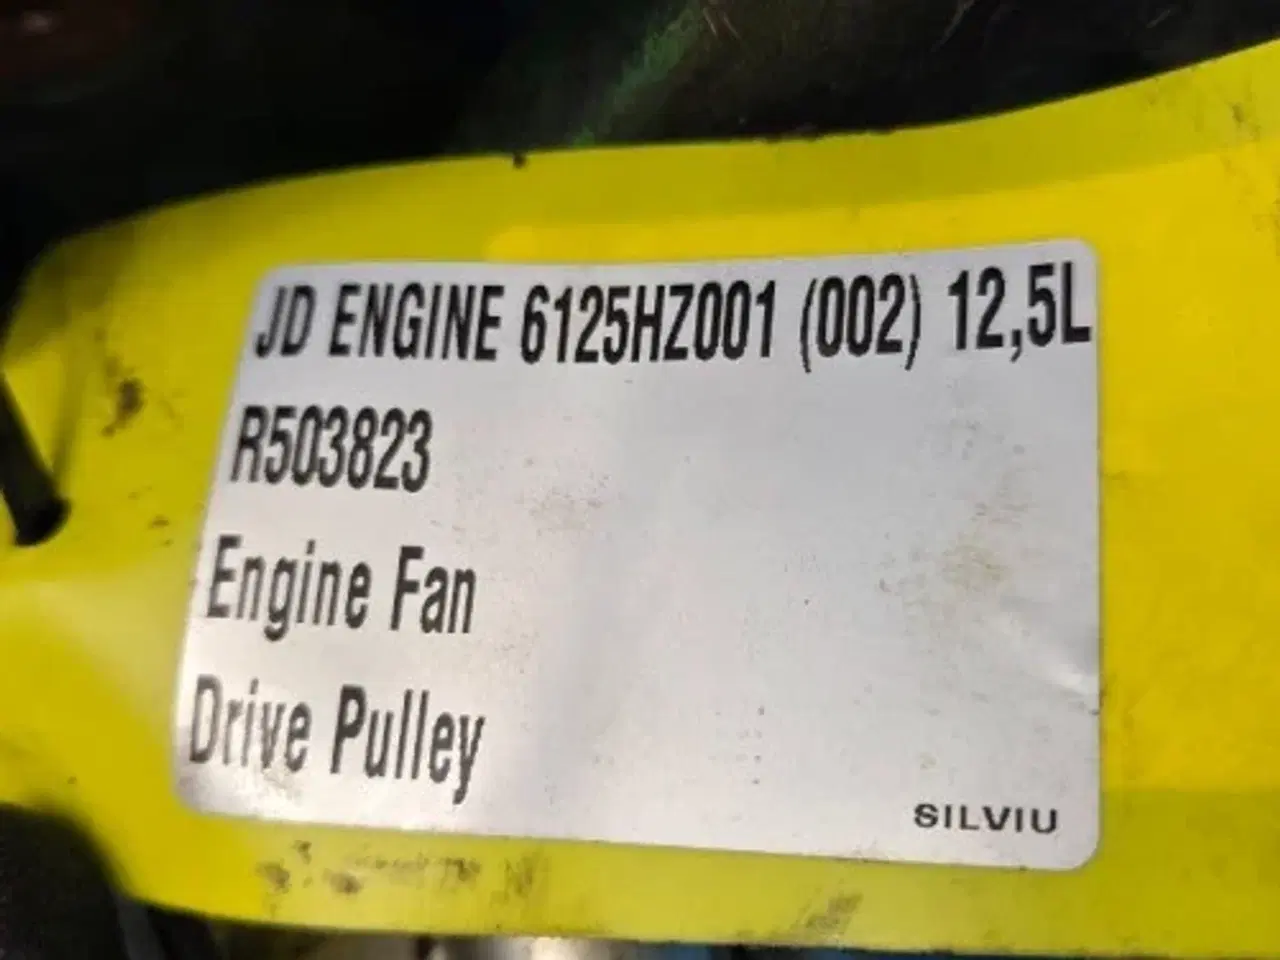 JD ENGINE 6125HZ001 (002) 12,5L
R503823
Engine Fan
Drive Pulley
SILVIU